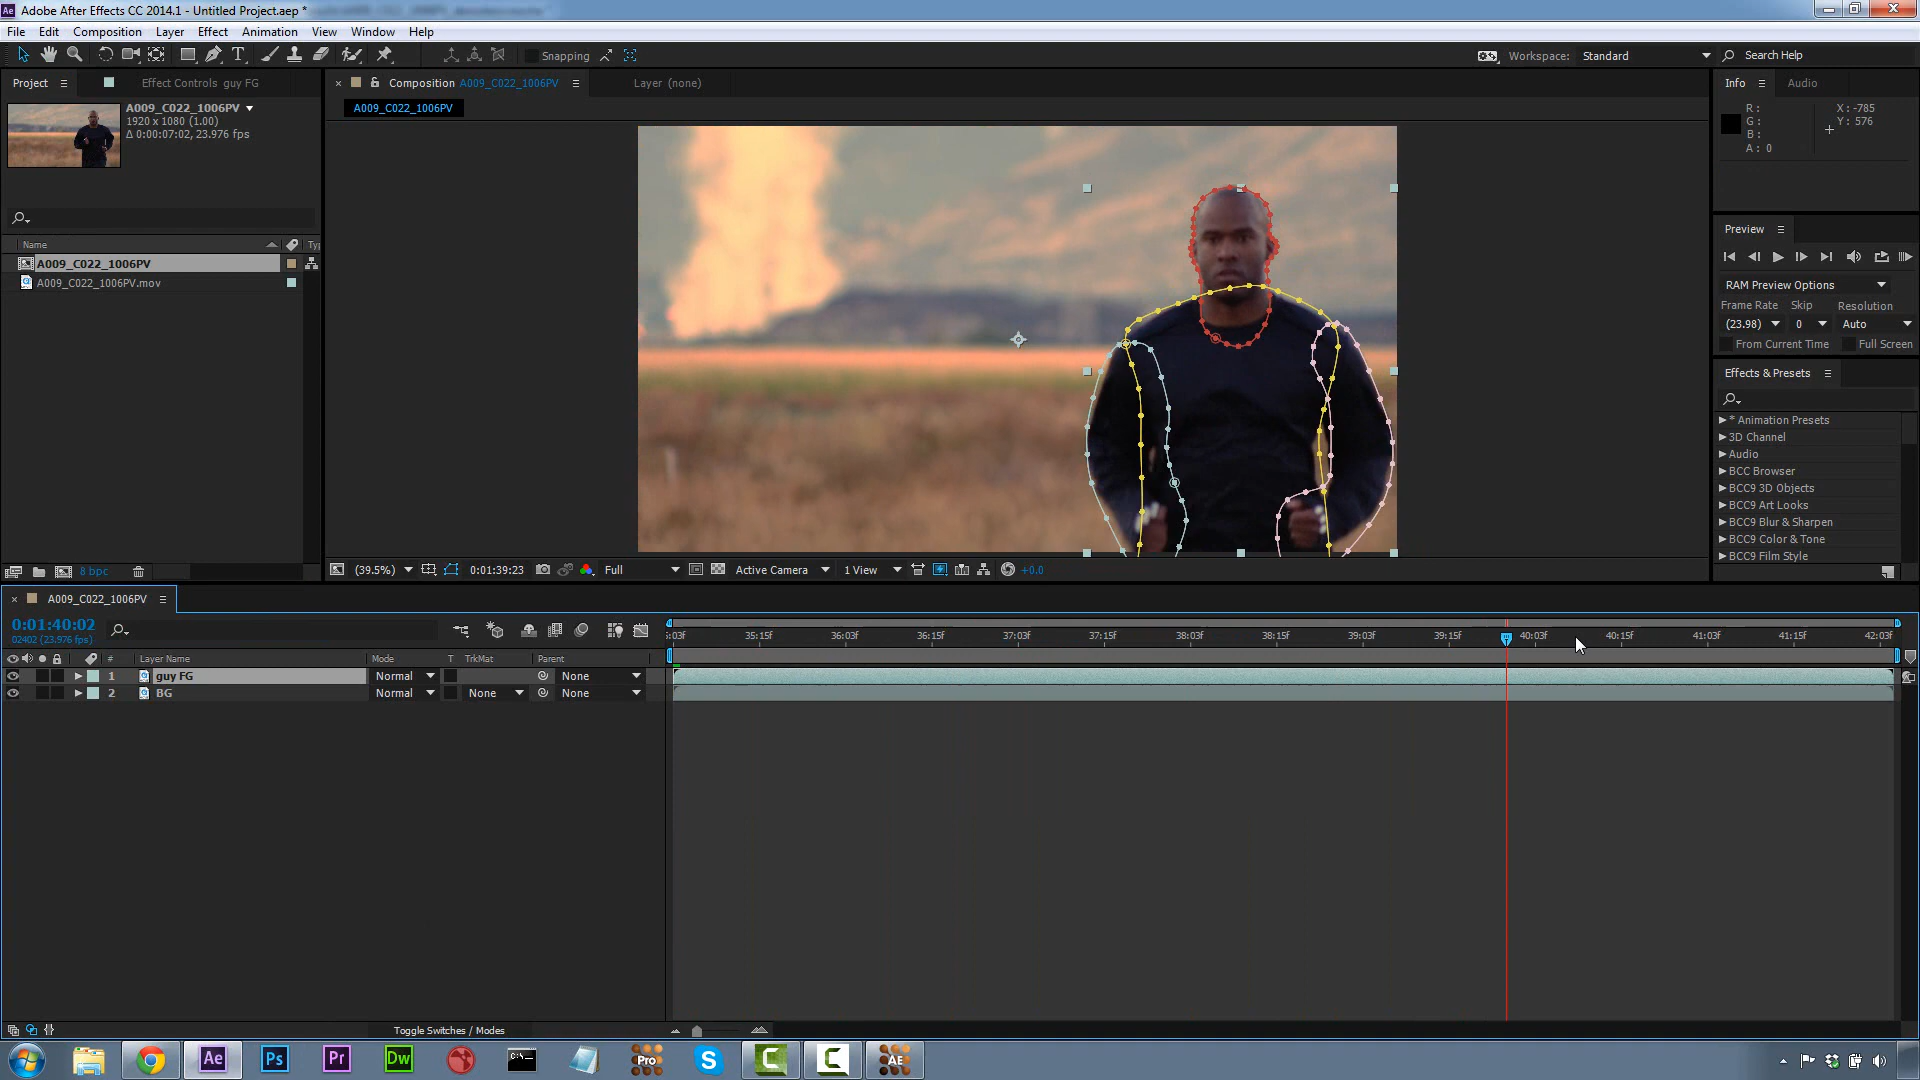 Adobe After Effects CC 2014.1 - Untitled Project.aep *
File Edit Composition Layer Effect Animation View Window Help
Snapping
Workspace: Standard
Search Help
Project
Effect Controls guy FG
Composition A009_C022_1006PV
Layer (none)
Info
Audio
A009_C022_1006PV
1920 x 1080 (1.00)
Δ 0:00:07:02, 23.976 fps
A009_C022_1006PV
R :
G :
B :
A : 0
X : -785
Y : 576
Name
Typ
A009_C022_1006PV
A009_C022_1006PV.mov
Preview
RAM Preview Options
Frame Rate Skip Resolution
(23.98) 0 Auto
From Current Time Full Screen
Effects & Presets
* Animation Presets
3D Channel
Audio
BCC Browser
BCC9 3D Objects
BCC9 Art Looks
BCC9 Blur & Sharpen
BCC9 Color & Tone
BCC9 Film Style
8 bpc
(39.5%) 0:01:39:23 Full Active Camera 1 View +0.0
A009_C022_1006PV
0:01:40:02
02402 (23.976 fps)
:03f 35:15f 36:03f 36:15f 37:03f 37:15f 38:03f 38:15f 39:03f 39:15f 40:03f 40:15f 41:03f 41:15f 42:03f
# Layer Name Mode T TrkMat Parent
1 guy FG Normal None
2 BG Normal None None
Toggle Switches / Modes
Ae Ps Pr Dw C:\ Pro S C C AE